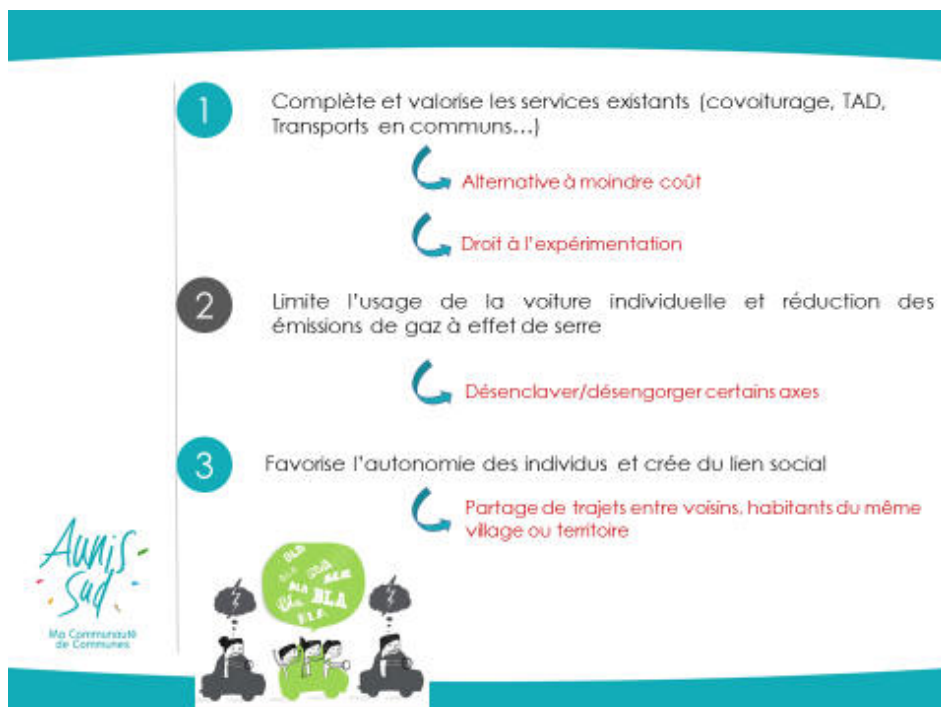 1
Complète et valorise les services existants (covoiturage, TAD,
Transports en communs...)
Alternative à moindre coût
Droit à l'expérimentation
2
Limite l'usage de la voiture individuelle et réduction des
émissions de gaz à effet de serre
Désenclaver/désengorger certains axes
3
Favorise l'autonomie des individus et crée du lien social
Partage de trajets entre voisins, habitants du même
village ou territoire
Aunis
Sud
Ma Communauté
de Communes
BLA
BLA
Bla
BLA